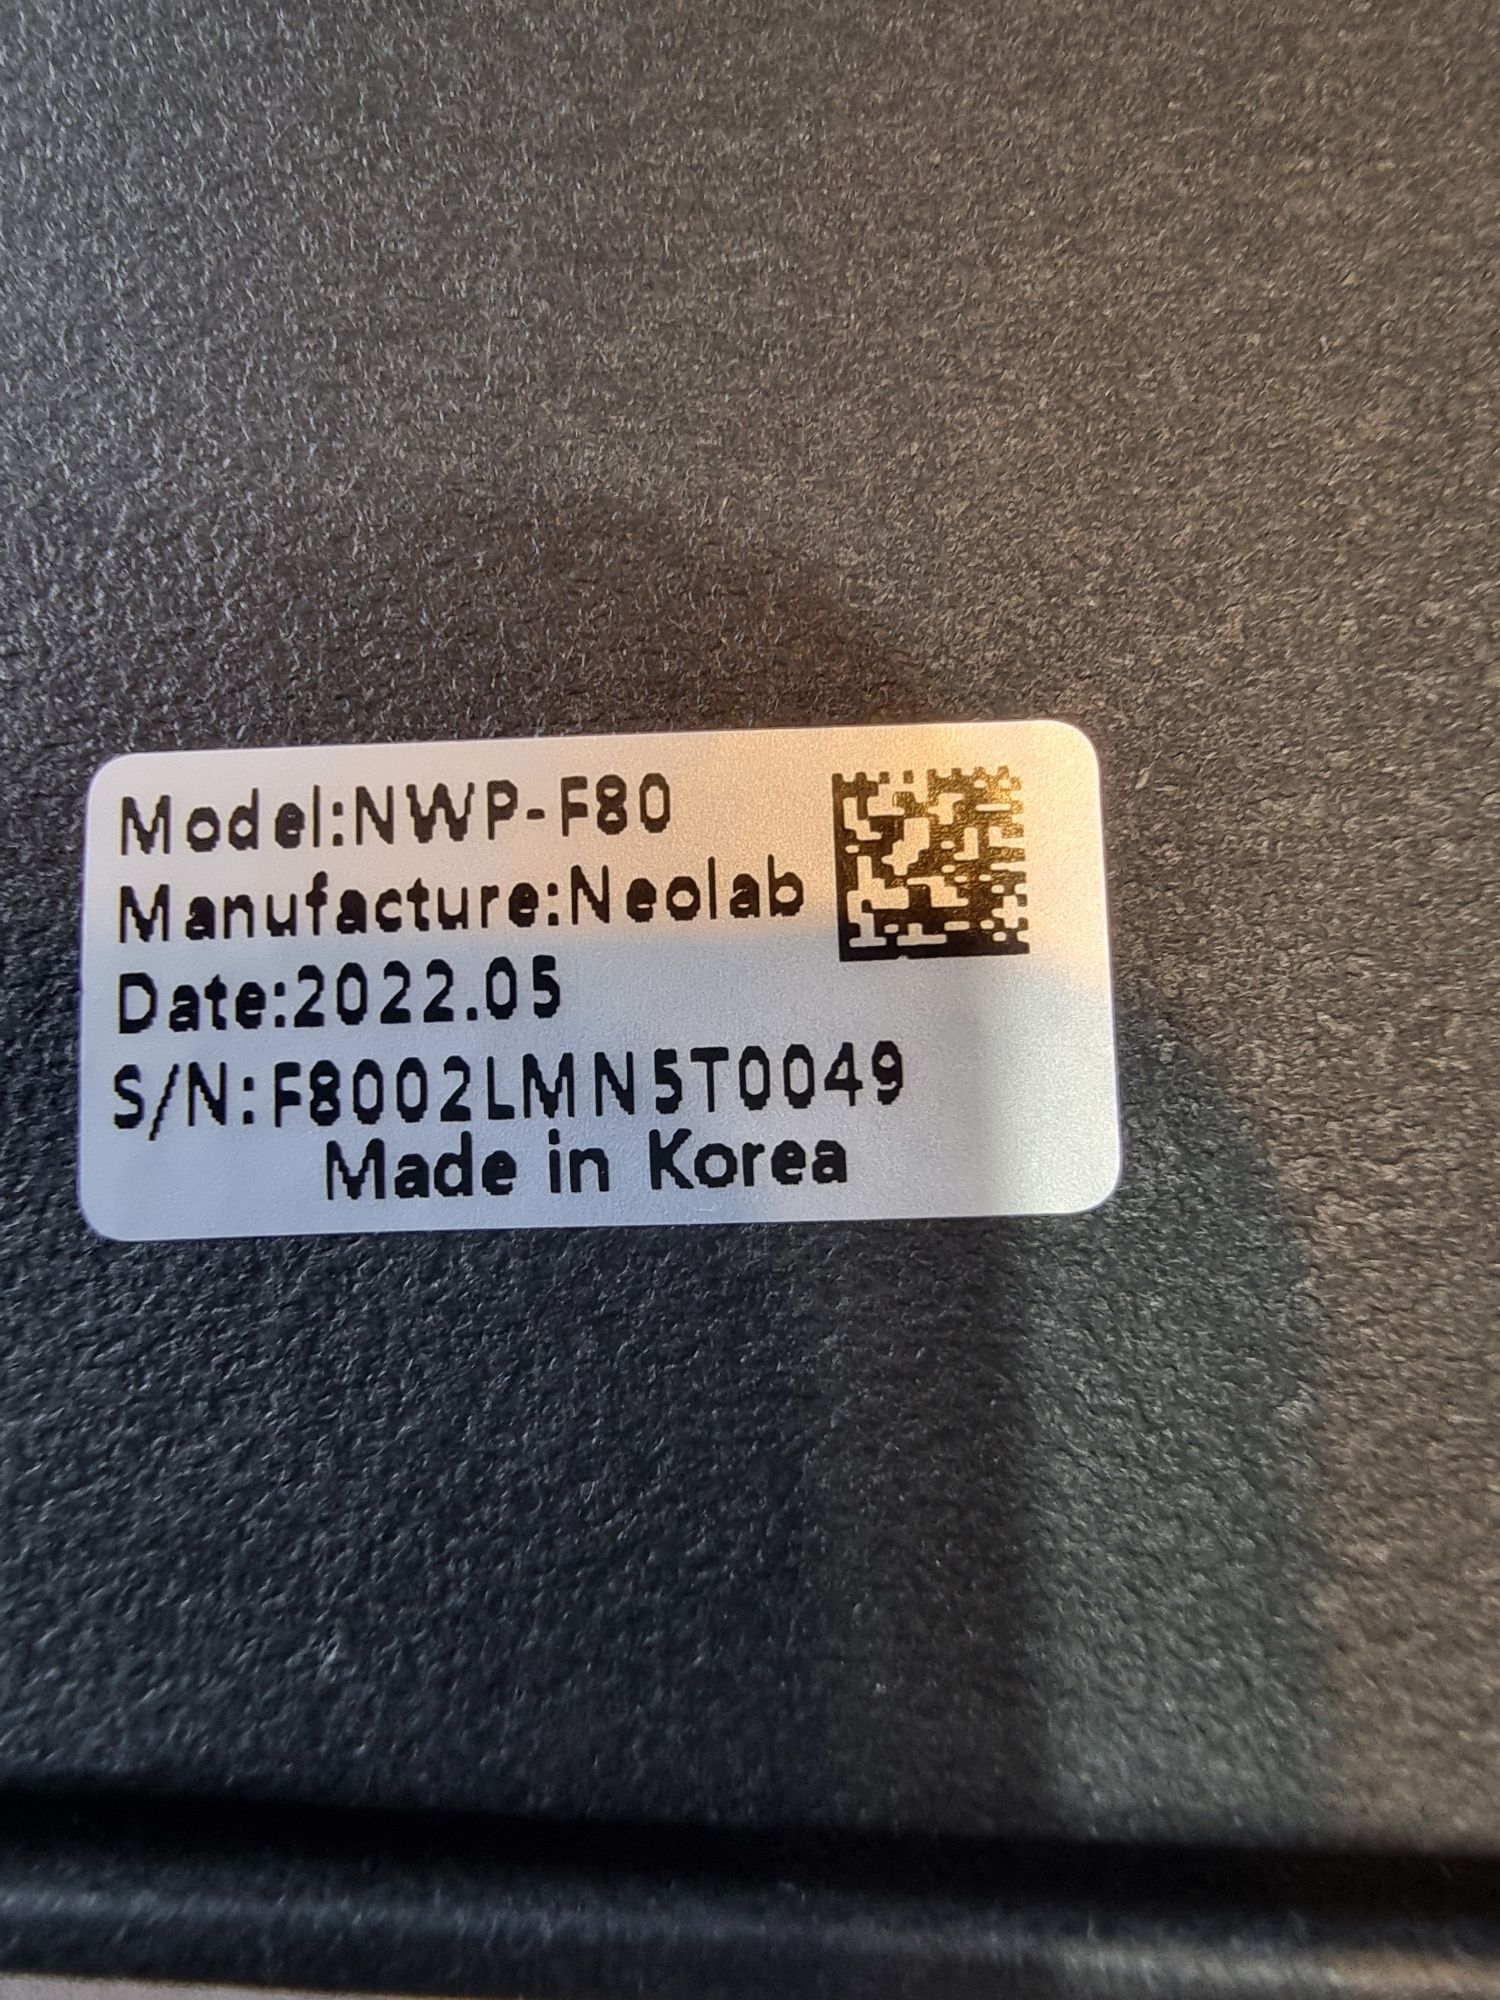 Model:NWP-F80
Manufacture:Neolab
Date:2022.05
S/N:F8002LMN5T0049
Made in Korea